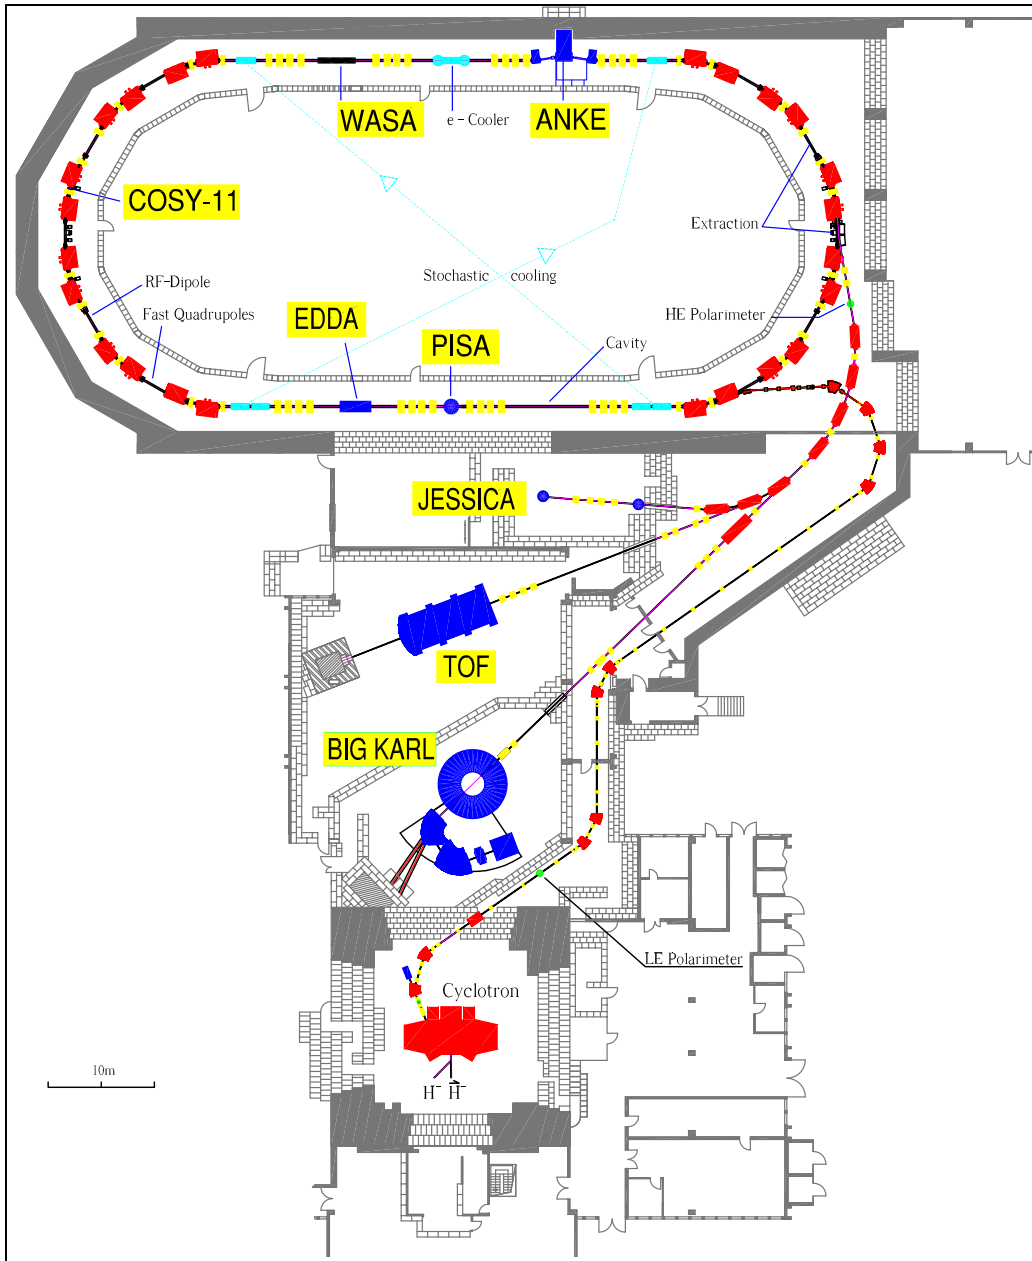 WASA
e-Cooler
ANKE
COSY-11
Extraction
Stochastic cooling
RF-Dipole
Fast Quadrupoles
EDDA
PISA
HE Polarimeter
Cavity
JESSICA
TOF
BIG KARL
LE Polarimeter
Cyclotron
10m
H⁻ H⃗⁻